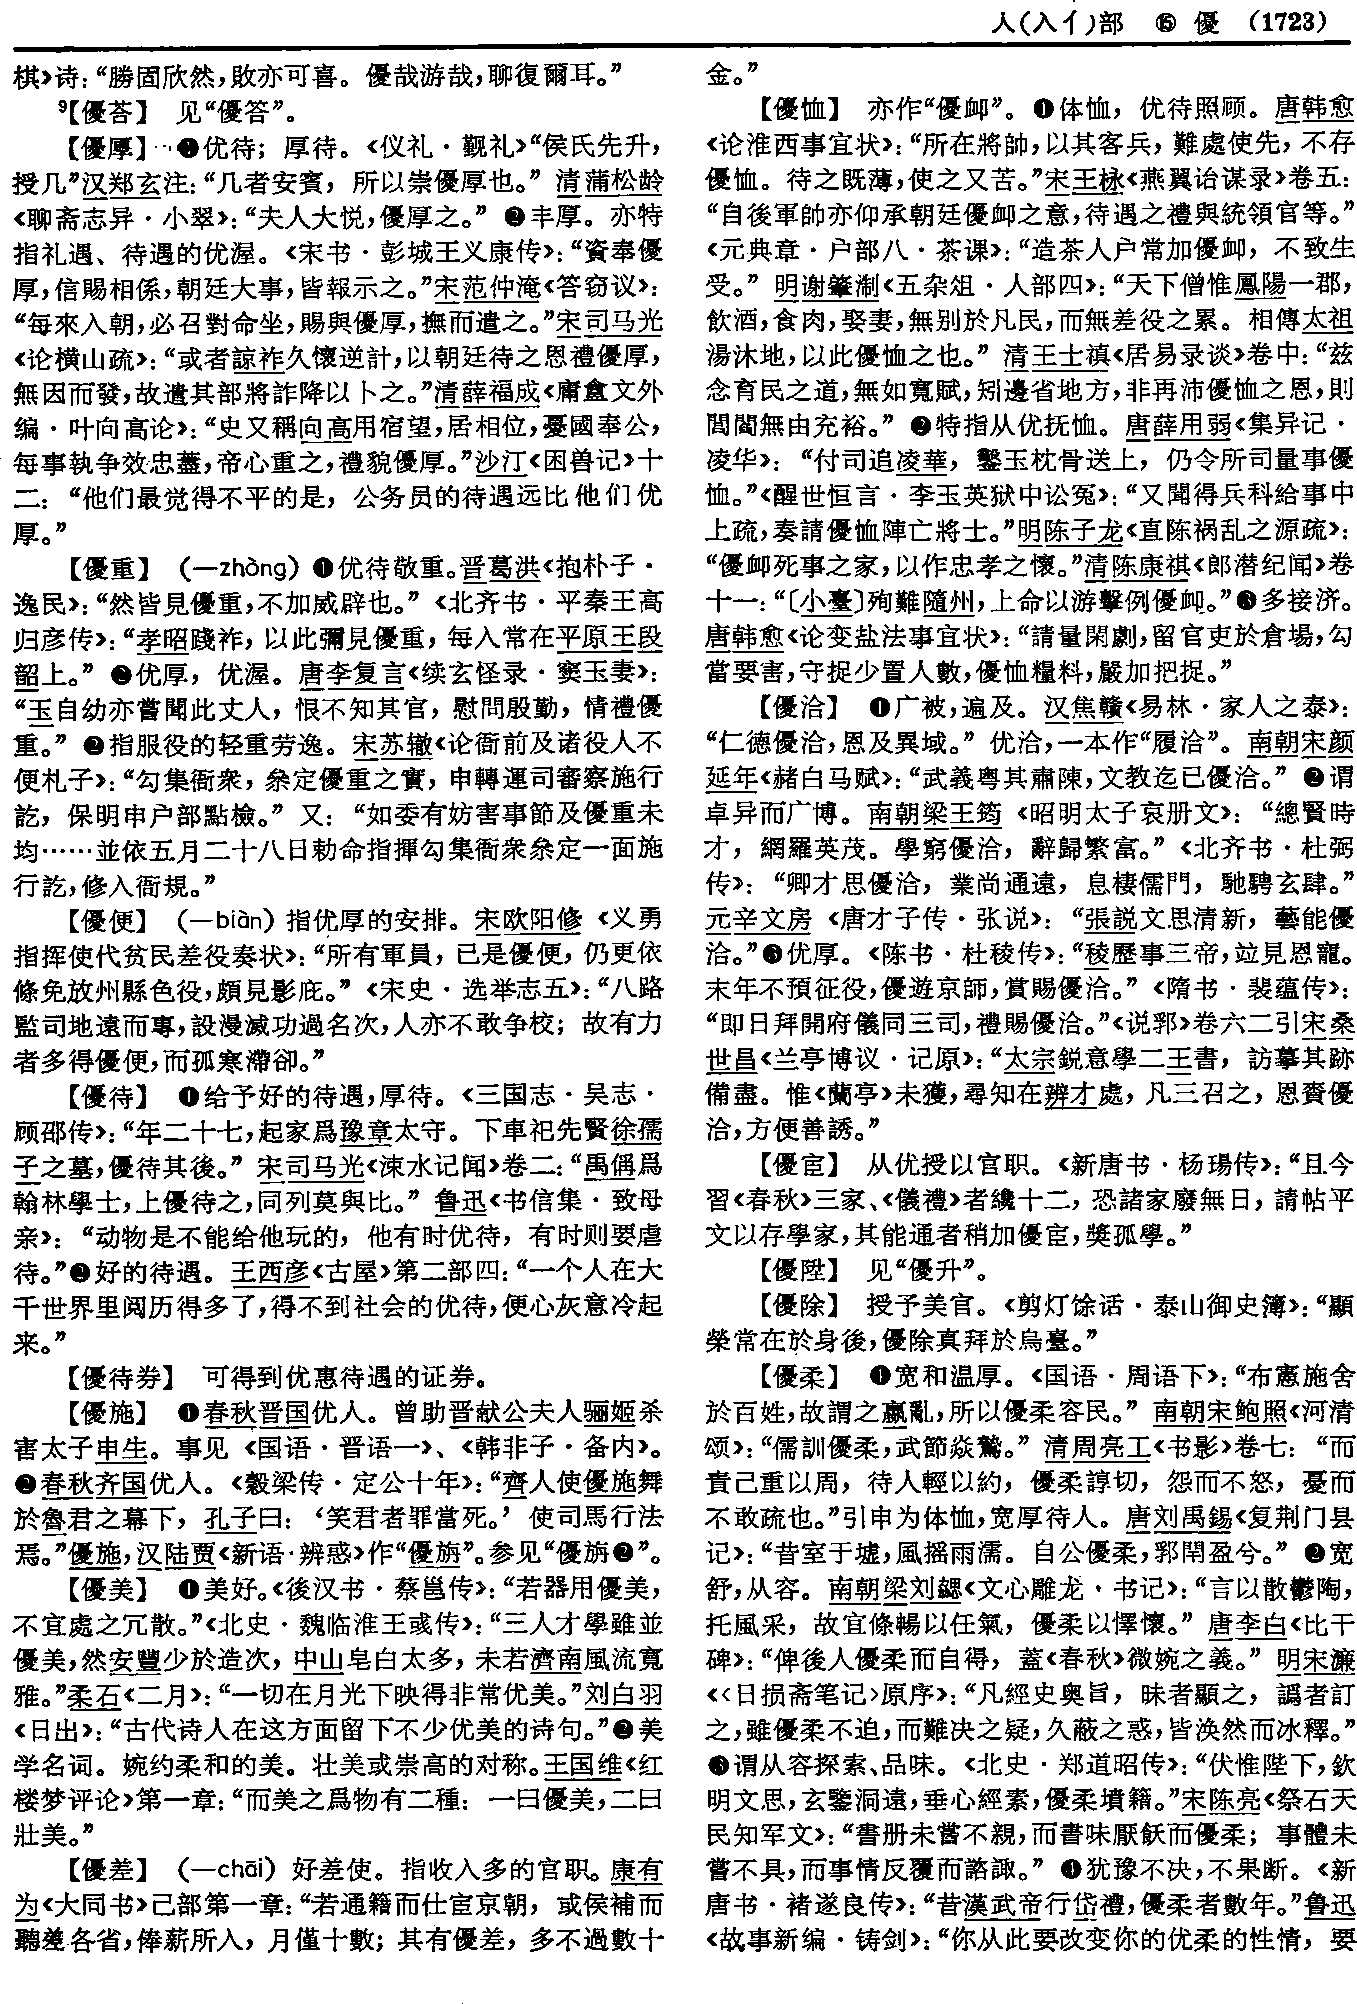 人(入亻)部 ⑮ 優 (1723)
棋》诗：“勝固欣然，敗亦可喜。優哉游哉，聊復爾耳。”
⁹【優荅】 见“優答”。
【優厚】 ❶优待；厚待。《仪礼·觐礼》“侯氏先升，
授几”汉郑玄注：“几者安賓，所以崇優厚也。”清蒲松龄
《聊斋志异·小翠》：“夫人大悦，優厚之。”❷丰厚。亦特
指礼遇、待遇的优渥。《宋书·彭城王义康传》：“資奉優
厚，信賜相係，朝廷大事，皆報示之。”宋范仲淹《答窃议》：
“每來入朝，必召對命坐，賜與優厚，撫而遣之。”宋司马光
《论横山疏》：“或者諒祚久懷逆計，以朝廷待之恩禮優厚，
無因而發，故遣其部將詐降以卜之。”清薛福成《庸盦文外
编·叶向高论》：“史又稱向高用宿望，居相位，憂國奉公，
每事執争效忠藎，帝心重之，禮貌優厚。”沙汀《困兽记》十
二：“他们最觉得不平的是，公务员的待遇远比他们优
厚。”
【優重】 （—zhòng）❶优待敬重。晋葛洪《抱朴子·
逸民》：“然皆見優重，不加威辟也。”《北齐书·平秦王高
归彦传》：“孝昭踐祚，以此彌見優重，每入常在平原王段
韶上。”❷优厚，优渥。唐李复言《续玄怪录·窦玉妻》：
“玉自幼亦嘗聞此丈人，恨不知其官，慰問殷勤，情禮優
重。”❷指服役的轻重劳逸。宋苏辙《论衙前及诸役人不
便札子》：“勾集衙衆，叅定優重之實，申轉運司審察施行
訖，保明申户部點檢。”又：“如委有妨害事節及優重未
均……並依五月二十八日勅命指揮勾集衙衆叅定一面施
行訖，修入衙規。”
【優便】 （—biàn）指优厚的安排。宋欧阳修《义勇
指挥使代贫民差役奏状》：“所有軍員，已是優便，仍更依
條免放州縣色役，頗見影庇。”《宋史·选举志五》：“八路
監司地遠而專，設漫滅功過名次，人亦不敢争校；故有力
者多得優便，而孤寒滯卻。”
【優待】 ❶给予好的待遇，厚待。《三国志·吴志·
顾邵传》：“年二十七，起家爲豫章太守。下車祀先賢徐孺
子之墓，優待其後。”宋司马光《涑水记闻》卷二：“禹偁爲
翰林學士，上優待之，同列莫與比。”鲁迅《书信集·致母
亲》：“动物是不能给他玩的，他有时优待，有时则要虐
待。”❷好的待遇。王西彦《古屋》第二部四：“一个人在大
千世界里阅历得多了，得不到社会的优待，便心灰意冷起
来。”
【優待券】 可得到优惠待遇的证券。
【優施】 ❶春秋晋国优人。曾助晋献公夫人骊姬杀
害太子申生。事见《国语·晋语一》、《韩非子·备内》。
❷春秋齐国优人。《穀梁传·定公十年》：“齊人使優施舞
於魯君之幕下，孔子曰：‘笑君者罪當死。’使司馬行法
焉。”優施，汉陆贾《新语·辨惑》作“優旃”。参见“優旃❷”。
【優美】 ❶美好。《後汉书·蔡邕传》：“若器用優美，
不宜處之冗散。”《北史·魏临淮王彧传》：“三人才學雖並
優美，然安豐少於造次，中山皂白太多，未若濟南風流寬
雅。”柔石《二月》：“一切在月光下映得非常优美。”刘白羽
《日出》：“古代诗人在这方面留下不少优美的诗句。”❷美
学名词。婉约柔和的美。壮美或崇高的对称。王国维《红
楼梦评论》第一章：“而美之爲物有二種：一曰優美，二曰
壯美。”
【優差】 （—chāi）好差使。指收入多的官职。康有
为《大同书》己部第一章：“若通籍而仕宦京朝，或侯補而
聽差各省，俸薪所入，月僅十數；其有優差，多不過數十
金。”
【優恤】 亦作“優卹”。❶体恤，优待照顾。唐韩愈
《论淮西事宜状》：“所在將帥，以其客兵，難處使先，不存
優恤。待之既薄，使之又苦。”宋王栐《燕翼诒谋录》卷五：
“自後軍帥亦仰承朝廷優卹之意，待遇之禮與統領官等。”
《元典章·户部八·茶课》：“造茶人户常加優卹，不致生
受。”明谢肇淛《五杂俎·人部四》：“天下僧惟鳳陽一郡，
飲酒，食肉，娶妻，無别於凡民，而無差役之累。相傳太祖
湯沐地，以此優恤之也。”清王士禛《居易录谈》卷中：“兹
念育民之道，無如寬賦，矧邊省地方，非再沛優恤之恩，則
閭閻無由充裕。”❷特指从优抚恤。唐薛用弱《集异记·
凌华》：“付司追凌華，鑿玉枕骨送上，仍令所司量事優
恤。”《醒世恒言·李玉英狱中讼冤》：“又聞得兵科給事中
上疏，奏請優恤陣亡將士。”明陈子龙《直陈祸乱之源疏》：
“優卹死事之家，以作忠孝之懷。”清陈康祺《郎潜纪闻》卷
十一：“〔小臺〕殉難隨州，上命以游擊例優卹。”❸多接济。
唐韩愈《论变盐法事宜状》：“請量閑劇，留官吏於倉場，勾
當要害，守捉少置人數，優恤糧料，嚴加把捉。”
【優洽】 ❶广被，遍及。汉焦赣《易林·家人之泰》：
“仁德優洽，恩及異域。”优洽，一本作“履洽”。南朝宋颜
延年《赭白马赋》：“武義粤其肅陳，文教迄已優洽。”❷谓
卓异而广博。南朝梁王筠《昭明太子哀册文》：“總賢時
才，網羅英茂。學窮優洽，辭歸繁富。”《北齐书·杜弼
传》：“卿才思優洽，業尚通遠，息棲儒門，馳騁玄肆。”
元辛文房《唐才子传·张说》：“張説文思清新，藝能優
洽。”❸优厚。《陈书·杜稜传》：“稜歷事三帝，竝見恩寵。
末年不預征役，優遊京師，賞賜優洽。”《隋书·裴蕴传》：
“即日拜開府儀同三司，禮賜優洽。”《说郛》卷六二引宋桑
世昌《兰亭博议·记原》：“太宗鋭意學二王書，訪摹其跡
備盡。惟《蘭亭》未獲，尋知在辨才處，凡三召之，恩賚優
洽，方便善誘。”
【優宦】 从优授以官职。《新唐书·杨玚传》：“且今
習《春秋》三家、《儀禮》者纔十二，恐諸家廢無日，請帖平
文以存學家，其能通者稍加優宦，獎孤學。”
【優陞】 见“優升”。
【優除】 授予美官。《剪灯馀话·泰山御史簿》：“顯
榮常在於身後，優除真拜於烏臺。”
【優柔】 ❶宽和温厚。《国语·周语下》：“布憲施舍
於百姓，故謂之嬴亂，所以優柔容民。”南朝宋鲍照《河清
颂》：“儒訓優柔，武節焱驁。”清周亮工《书影》卷七：“而
責己重以周，待人輕以約，優柔諄切，怨而不怒，憂而
不敢疏也。”引申为体恤，宽厚待人。唐刘禹錫《复荆门县
记》：“昔室于墟，風摇雨濡。自公優柔，郭閈盈兮。”❷宽
舒，从容。南朝梁刘勰《文心雕龙·书记》：“言以散鬱陶，
托風采，故宜條暢以任氣，優柔以懌懷。”唐李白《比干
碑》：“俾後人優柔而自得，蓋《春秋》微婉之義。”明宋濂
《〈日损斋笔记〉原序》：“凡經史奥旨，昧者顯之，譌者訂
之，雖優柔不迫，而難决之疑，久蔽之惑，皆涣然而冰釋。”
❸谓从容探索、品味。《北史·郑道昭传》：“伏惟陛下，欽
明文思，玄鑒洞遠，垂心經素，優柔墳籍。”宋陈亮《祭石天
民知军文》：“書册未嘗不親，而書味厭飫而優柔；事體未
嘗不具，而事情反覆而諮諏。”❹犹豫不决，不果断。《新
唐书·褚遂良传》：“昔漢武帝行岱禮，優柔者數年。”鲁迅
《故事新编·铸剑》：“你从此要改变你的优柔的性情，要